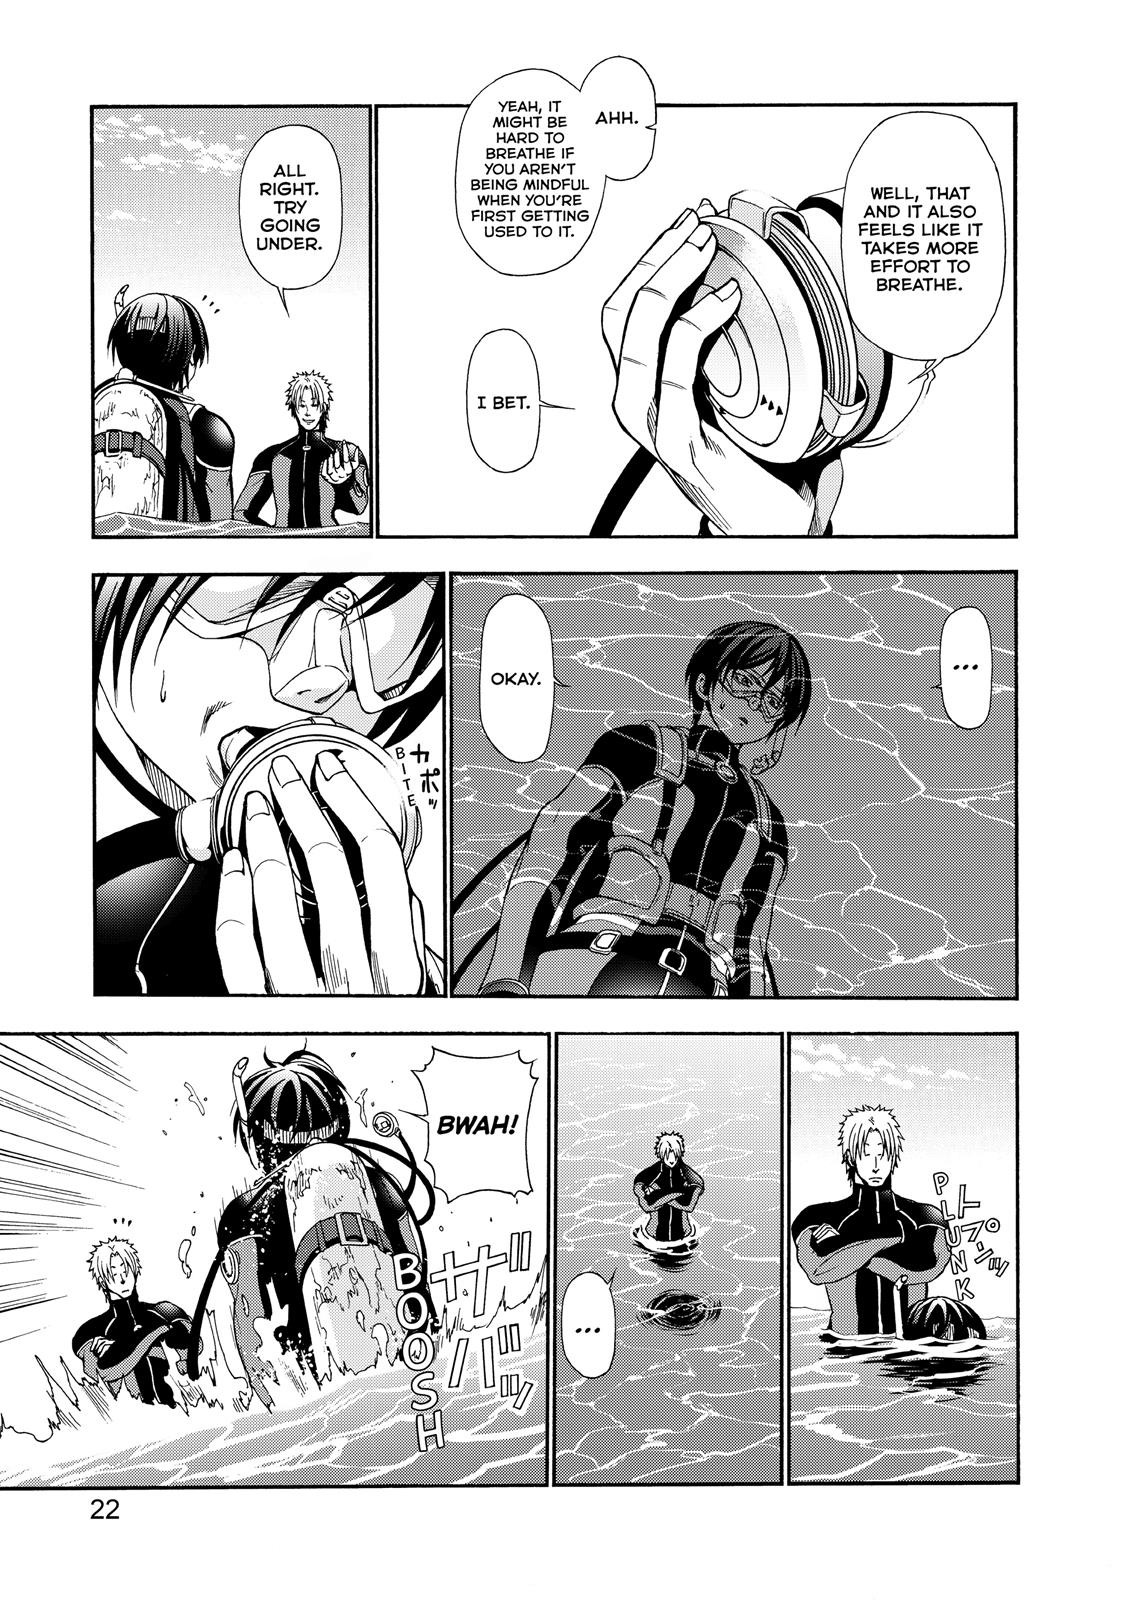 WELL, THAT
AND IT ALSO
FEELS LIKE IT
TAKES MORE
EFFORT TO
BREATHE.
AHH.
YEAH, IT
MIGHT BE
HARD TO
BREATHE IF
YOU AREN'T
BEING MINDFUL
WHEN YOU'RE
FIRST GETTING
USED TO IT.
I BET.
ALL
RIGHT.
TRY
GOING
UNDER.
...
OKAY.
カポッ
BITE
トプンッ
PLUNK
...
BWAH!
ザバッ
BOOSH
22